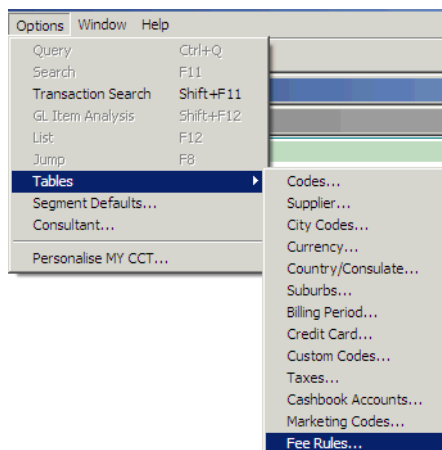 Options Window Help
Query Ctrl+Q
Search F11
Transaction Search Shift+F11
GL Item Analysis Shift+F12
List F12
Jump F8
Tables
Segment Defaults...
Consultant...
Personalise MY CCT...
Codes...
Supplier...
City Codes...
Currency...
Country/Consulate...
Suburbs...
Billing Period...
Credit Card...
Custom Codes...
Taxes...
Cashbook Accounts...
Marketing Codes...
Fee Rules...